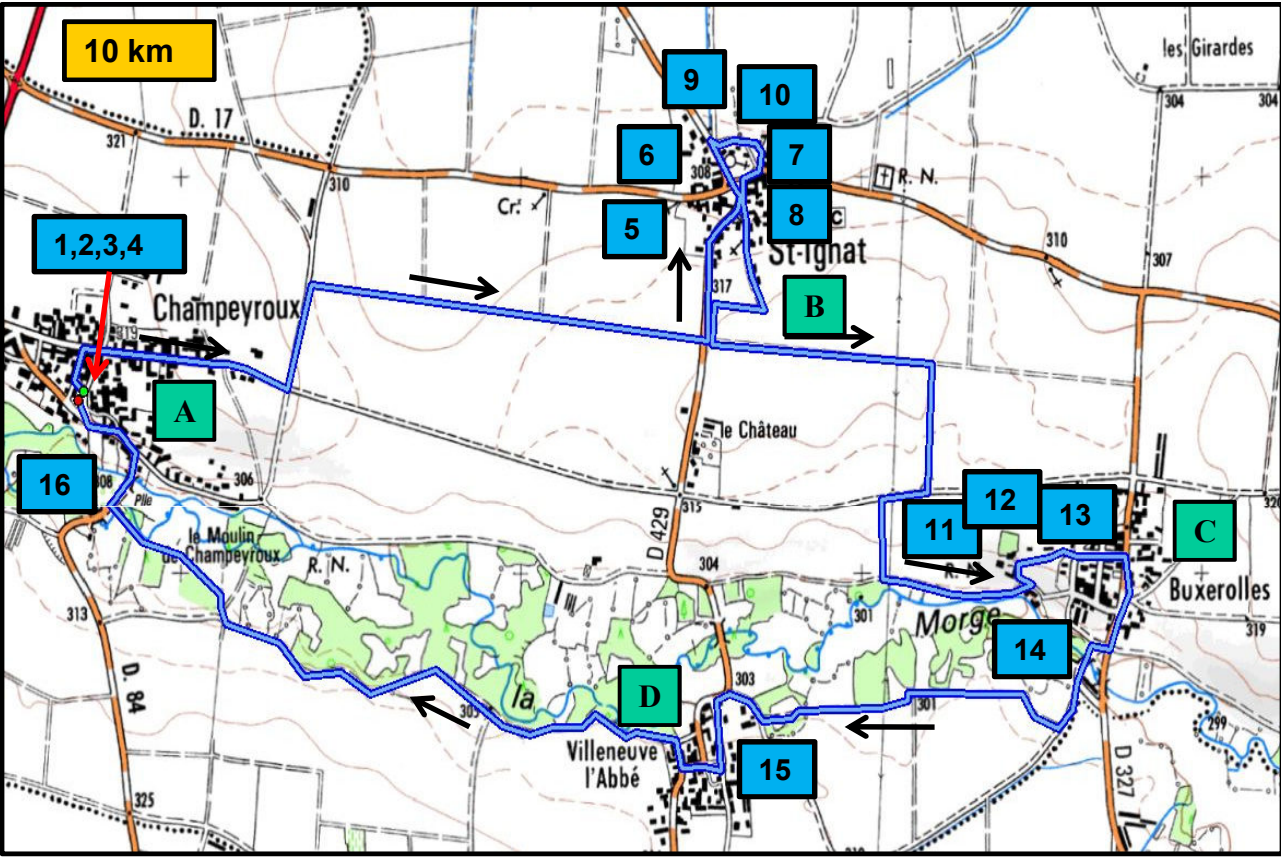 10 km
les Girardes
304
304
9
10
D. 17
321
6
7
308
310
R. N.
Cr.
5
8
C
St-Ignat
310
307
1,2,3,4
317
B
Champeyroux
319
A
le Château
16
308
Pile
306
315
12
13
11
C
D 429
le Moulin
de Champeyroux
R. N.
304
R. N.
Buxerolles
313
301
Morge
319
14
D. 84
la
D
303
305
301
299
Villeneuve
l'Abbé
15
D 327
325